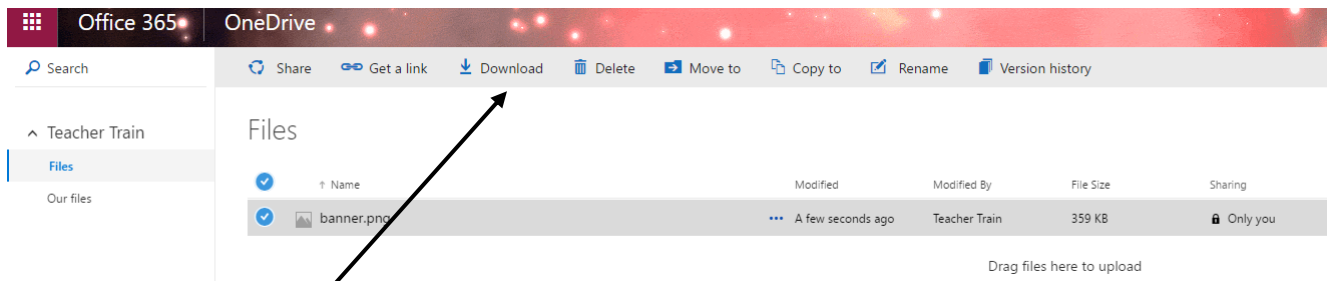 Office 365 OneDrive
Search Share Get a link Download Delete Move to Copy to Rename Version history
Teacher Train
Files
Our files
Files
Name Modified Modified By File Size Sharing
banner.png ••• A few seconds ago Teacher Train 359 KB Only you
Drag files here to upload